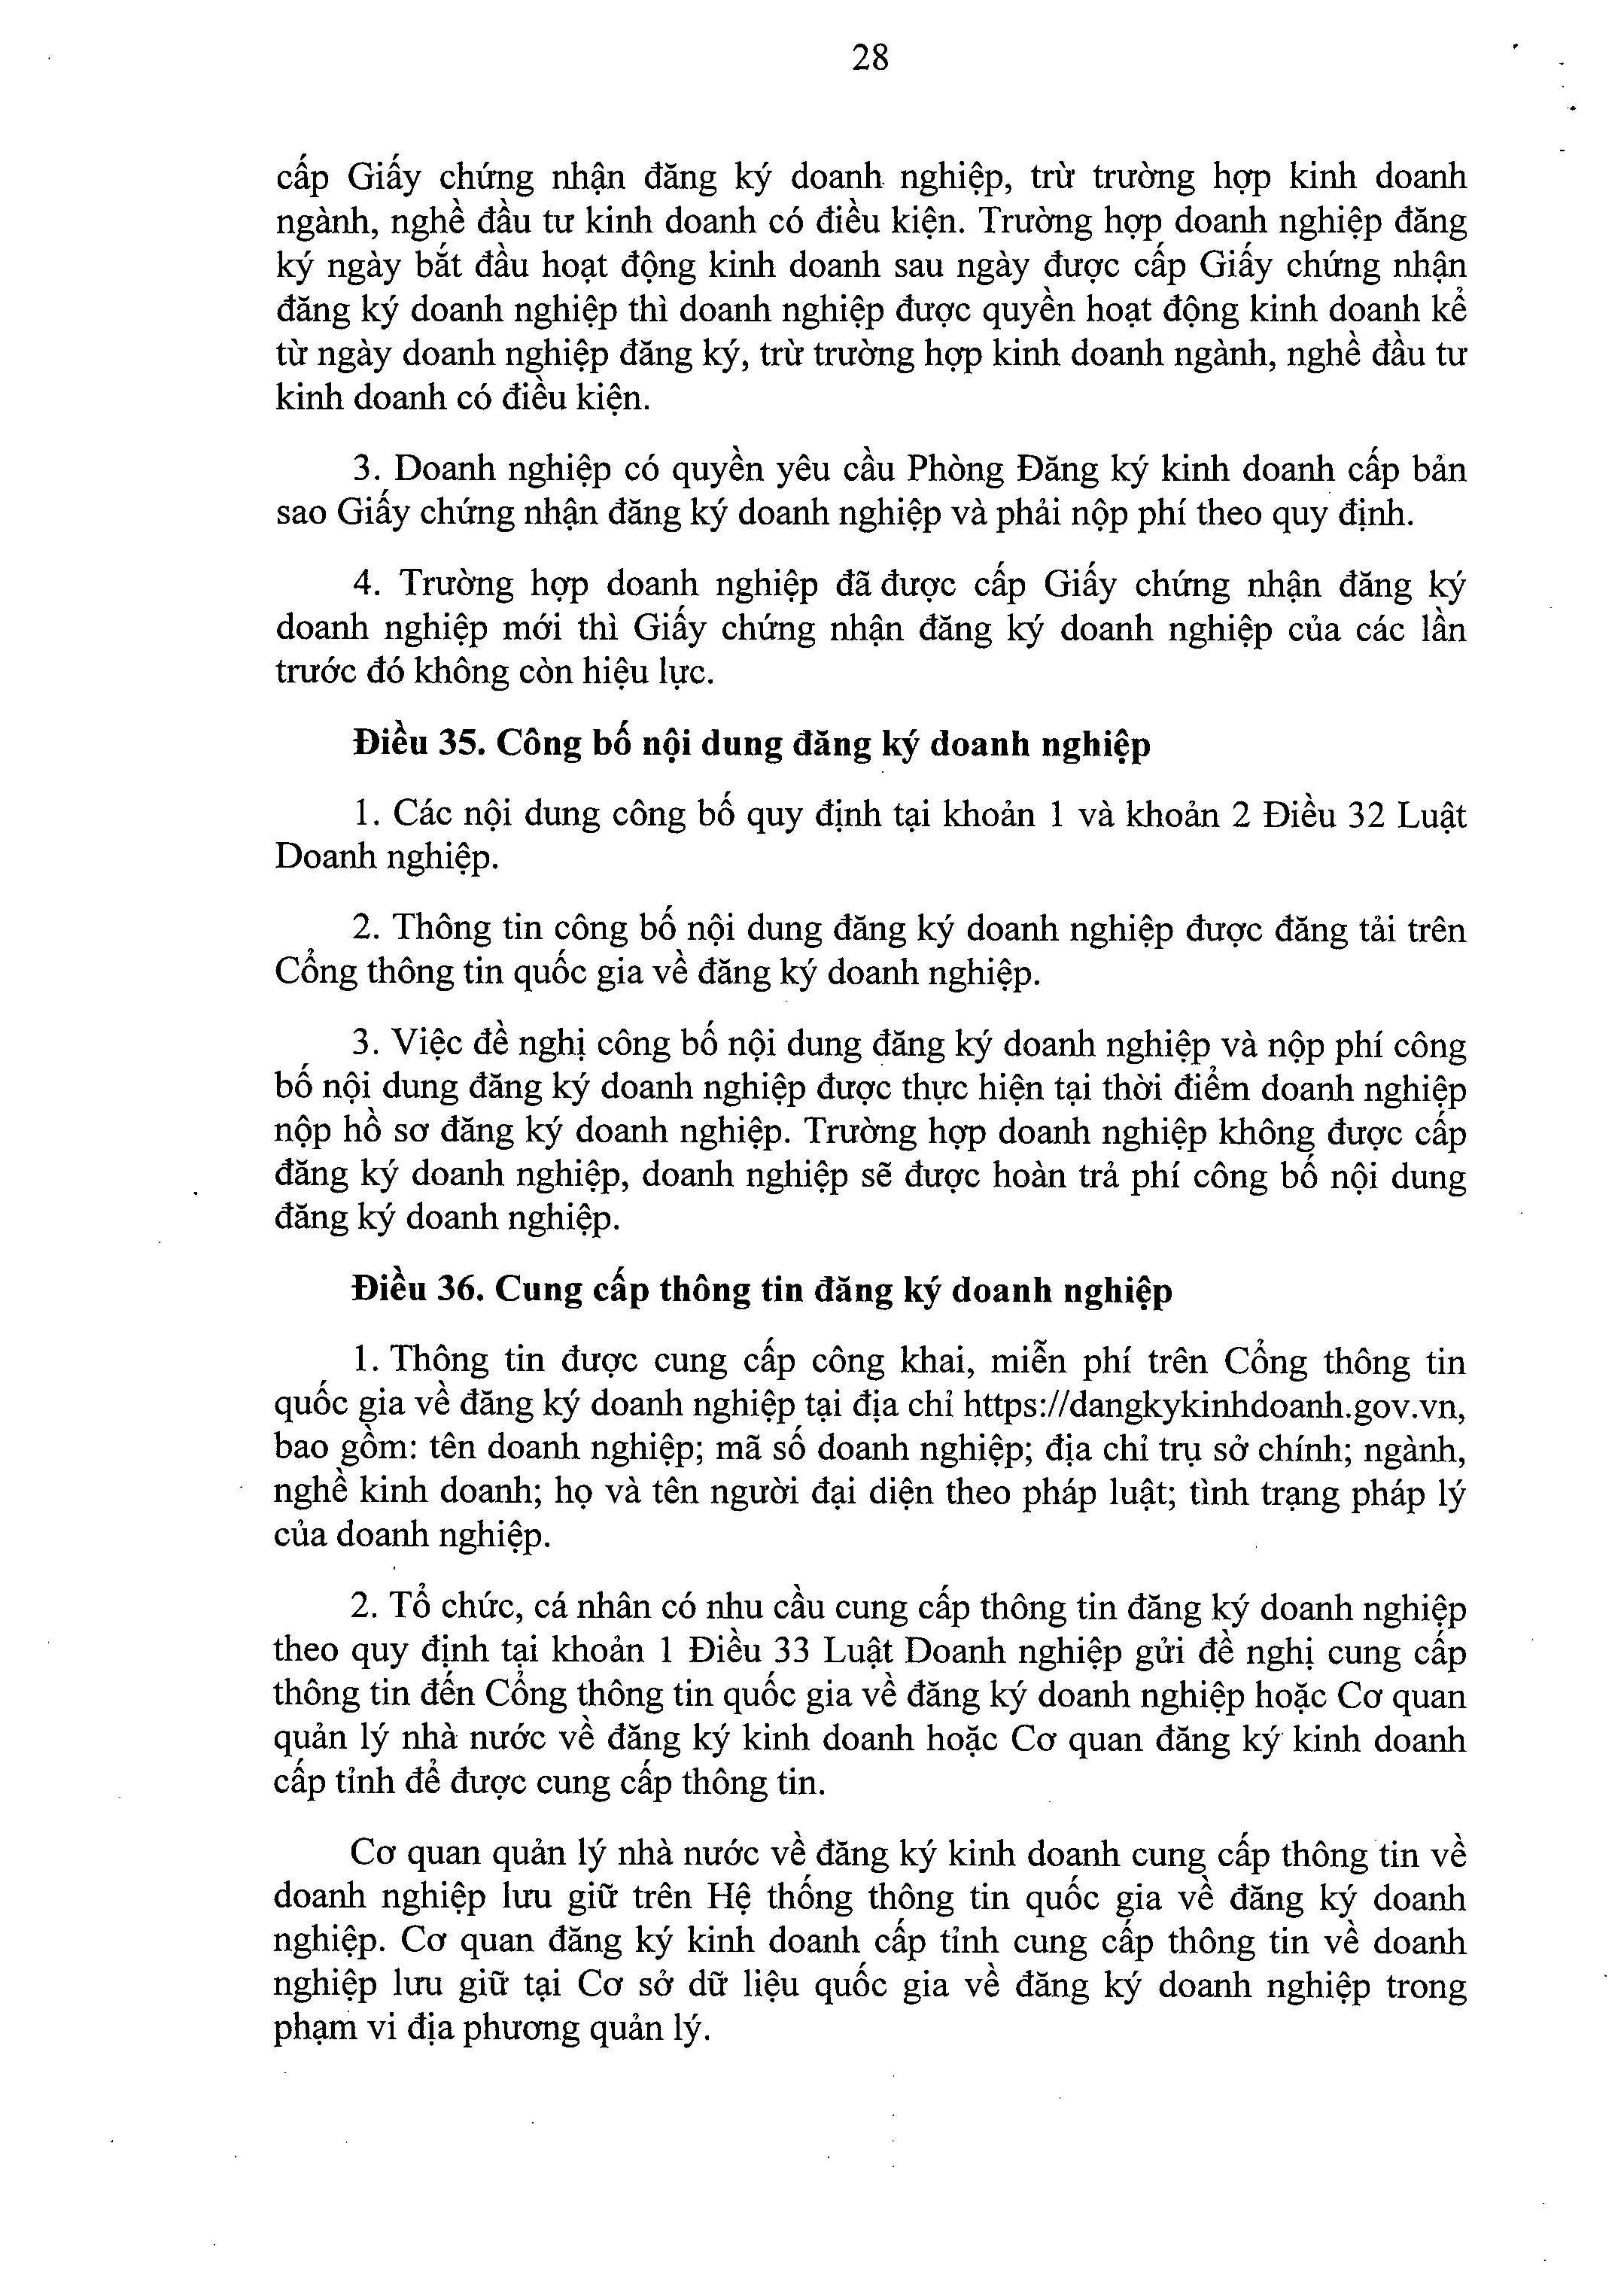 28
cấp Giấy chứng nhận đăng ký doanh nghiệp, trừ trường hợp kinh doanh
ngành, nghề đầu tư kinh doanh có điều kiện. Trường hợp doanh nghiệp đăng
ký ngày bắt đầu hoạt động kinh doanh sau ngày được cấp Giấy chứng nhận
đăng ký doanh nghiệp thì doanh nghiệp được quyền hoạt động kinh doanh kể
từ ngày doanh nghiệp đăng ký, trừ trường hợp kinh doanh ngành, nghề đầu tư
kinh doanh có điều kiện.
3. Doanh nghiệp có quyền yêu cầu Phòng Đăng ký kinh doanh cấp bản
sao Giấy chứng nhận đăng ký doanh nghiệp và phải nộp phí theo quy định.
4. Trường hợp doanh nghiệp đã được cấp Giấy chứng nhận đăng ký
doanh nghiệp mới thì Giấy chứng nhận đăng ký doanh nghiệp của các lần
trước đó không còn hiệu lực.
Điều 35. Công bố nội dung đăng ký doanh nghiệp
1. Các nội dung công bố quy định tại khoản 1 và khoản 2 Điều 32 Luật
Doanh nghiệp.
2. Thông tin công bố nội dung đăng ký doanh nghiệp được đăng tải trên
Cổng thông tin quốc gia về đăng ký doanh nghiệp.
3. Việc đề nghị công bố nội dung đăng ký doanh nghiệp và nộp phí công
bố nội dung đăng ký doanh nghiệp được thực hiện tại thời điểm doanh nghiệp
nộp hồ sơ đăng ký doanh nghiệp. Trường hợp doanh nghiệp không được cấp
đăng ký doanh nghiệp, doanh nghiệp sẽ được hoàn trả phí công bố nội dung
đăng ký doanh nghiệp.
Điều 36. Cung cấp thông tin đăng ký doanh nghiệp
1. Thông tin được cung cấp công khai, miễn phí trên Cổng thông tin
quốc gia về đăng ký doanh nghiệp tại địa chỉ https://dangkykinhdoanh.gov.vn,
bao gồm: tên doanh nghiệp; mã số doanh nghiệp; địa chỉ trụ sở chính; ngành,
nghề kinh doanh; họ và tên người đại diện theo pháp luật; tình trạng pháp lý
của doanh nghiệp.
2. Tổ chức, cá nhân có nhu cầu cung cấp thông tin đăng ký doanh nghiệp
theo quy định tại khoản 1 Điều 33 Luật Doanh nghiệp gửi đề nghị cung cấp
thông tin đến Cổng thông tin quốc gia về đăng ký doanh nghiệp hoặc Cơ quan
quản lý nhà nước về đăng ký kinh doanh hoặc Cơ quan đăng ký kinh doanh
cấp tỉnh để được cung cấp thông tin.
Cơ quan quản lý nhà nước về đăng ký kinh doanh cung cấp thông tin về
doanh nghiệp lưu giữ trên Hệ thống thông tin quốc gia về đăng ký doanh
nghiệp. Cơ quan đăng ký kinh doanh cấp tỉnh cung cấp thông tin về doanh
nghiệp lưu giữ tại Cơ sở dữ liệu quốc gia về đăng ký doanh nghiệp trong
phạm vi địa phương quản lý.